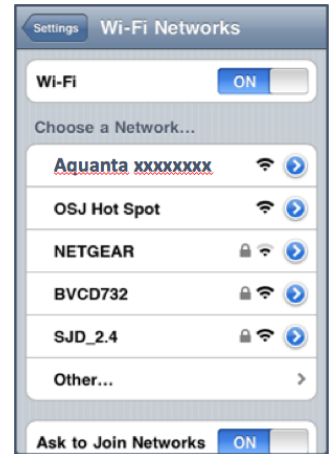 Settings
Wi-Fi Networks
Wi-Fi ON
Choose a Network...
Aquanta xxxxxxxx
OSJ Hot Spot
NETGEAR
BVCD732
SJD_2.4
Other...
Ask to Join Networks ON